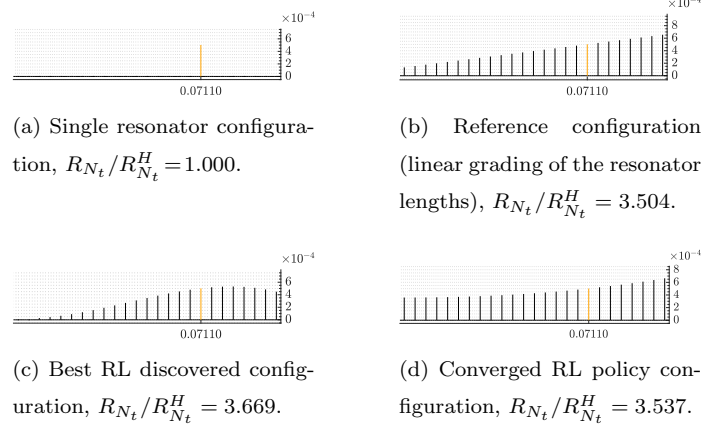 ×10⁻⁴
6
4
2
0
0.07110
(a) Single resonator configura-
tion, R_{N_t}/R^H_{N_t} = 1.000.
×10⁻⁴
8
6
4
2
0
0.07110
(b) Reference configuration
(linear grading of the resonator
lengths), R_{N_t}/R^H_{N_t} = 3.504.
×10⁻⁴
6
4
2
0
0.07110
(c) Best RL discovered config-
uration, R_{N_t}/R^H_{N_t} = 3.669.
×10⁻⁴
8
6
4
2
0
0.07110
(d) Converged RL policy con-
figuration, R_{N_t}/R^H_{N_t} = 3.537.